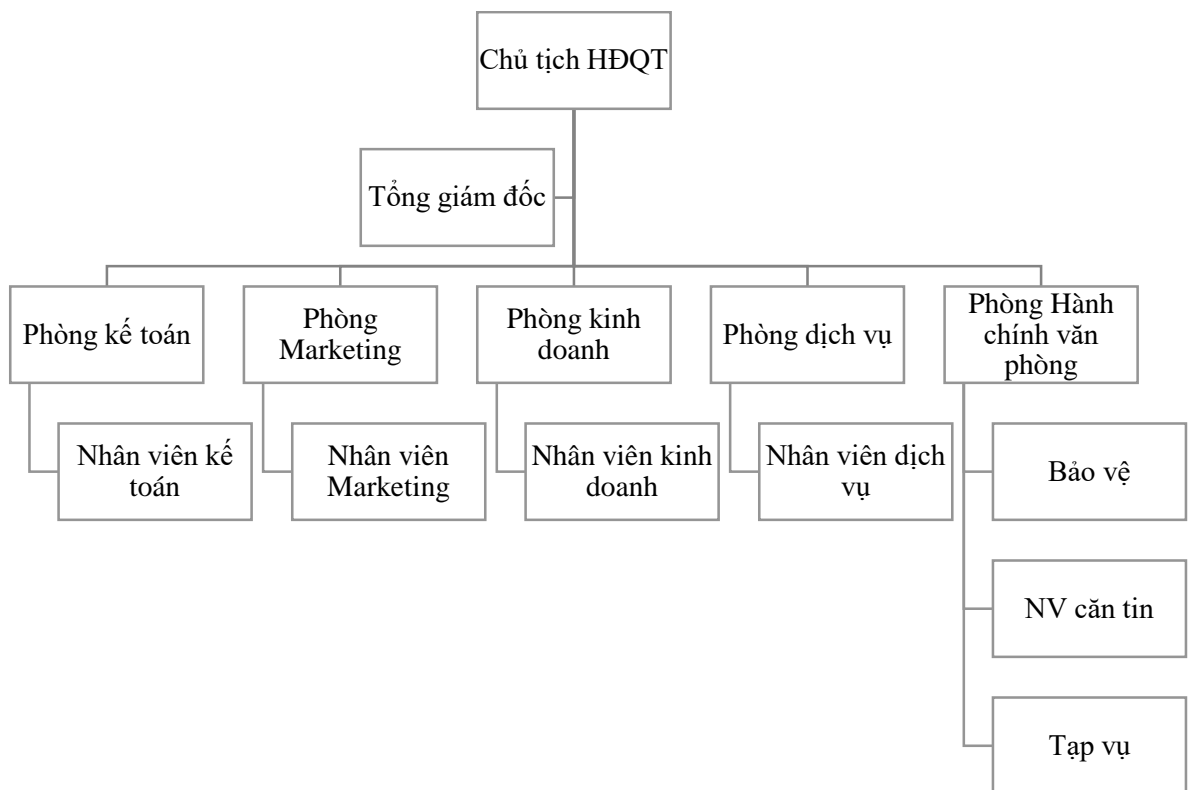 Chủ tịch HĐQT
Tổng giám đốc
Phòng kế toán
Phòng
Marketing
Phòng kinh
doanh
Phòng dịch vụ
Phòng Hành
chính văn
phòng
Nhân viên kế
toán
Nhân viên
Marketing
Nhân viên kinh
doanh
Nhân viên dịch
vụ
Bảo vệ
NV căn tin
Tạp vụ